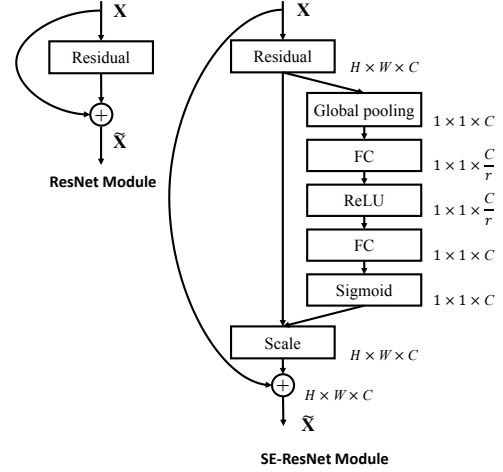 X
Residual
+
X̃
ResNet Module
X
Residual
H × W × C
Global pooling
1 × 1 × C
FC
1 × 1 × C/r
ReLU
1 × 1 × C/r
FC
1 × 1 × C
Sigmoid
1 × 1 × C
Scale
H × W × C
+
H × W × C
X̃
SE-ResNet Module